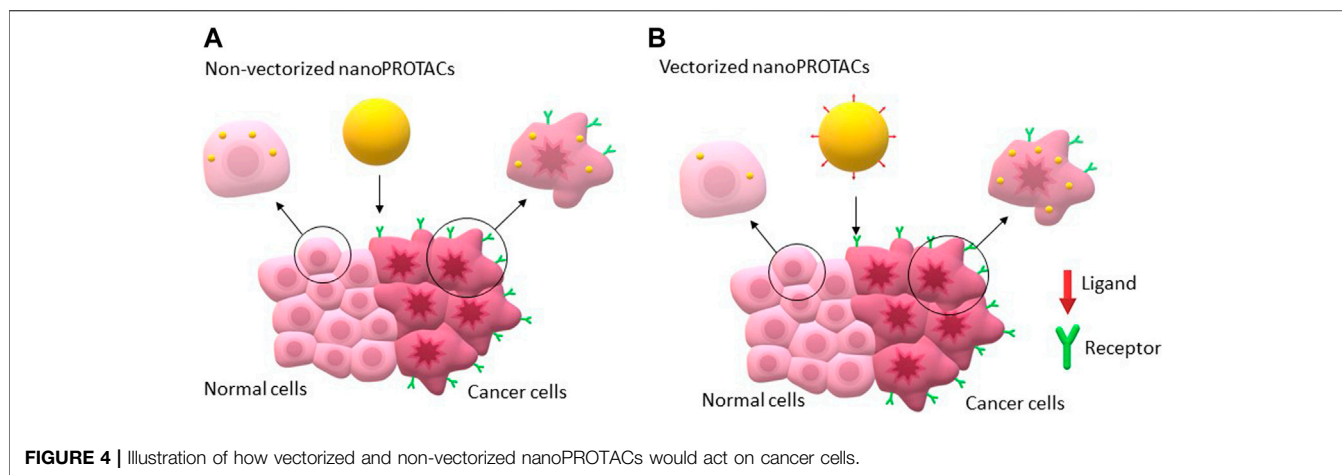 A
Non-vectorized nanoPROTACs
Normal cells
Cancer cells
B
Vectorized nanoPROTACs
Ligand
Receptor
Normal cells
Cancer cells
FIGURE 4 | Illustration of how vectorized and non-vectorized nanoPROTACs would act on cancer cells.